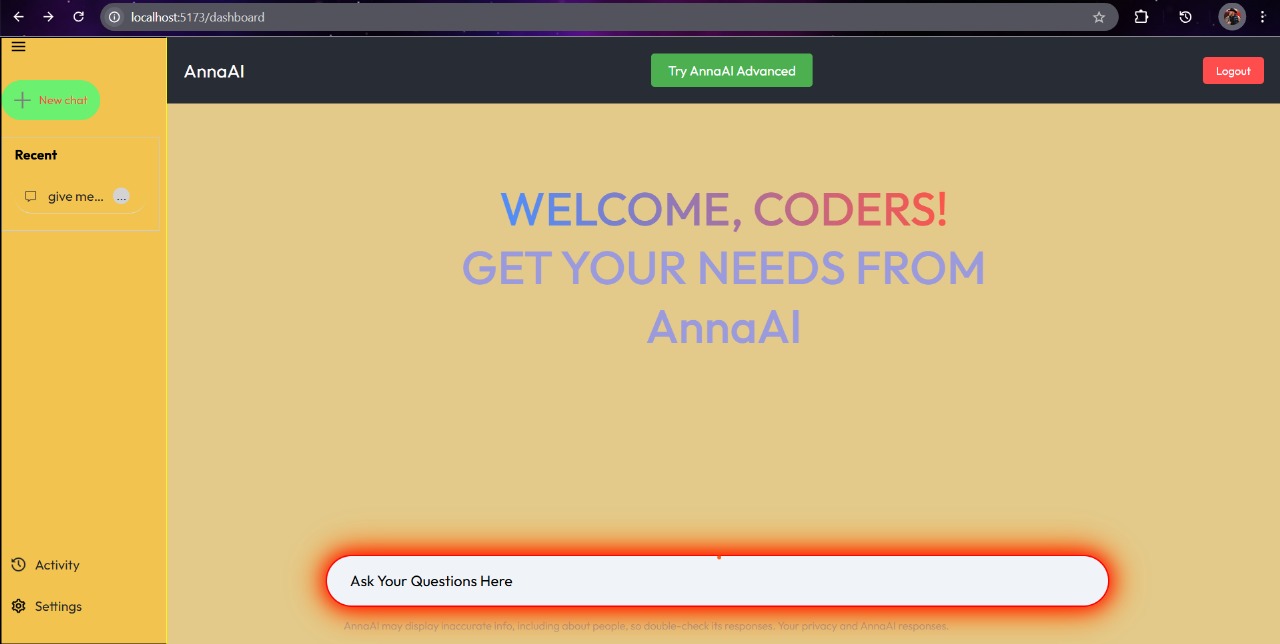 localhost:5173/dashboard
AnnaAI
Try AnnaAI Advanced
Logout
New chat
Recent
give me...
...
WELCOME, CODERS!
GET YOUR NEEDS FROM
AnnaAI
Activity
Settings
Ask Your Questions Here
AnnaAI may display inaccurate info, including about people, so double-check its responses. Your privacy and AnnaAI responses.